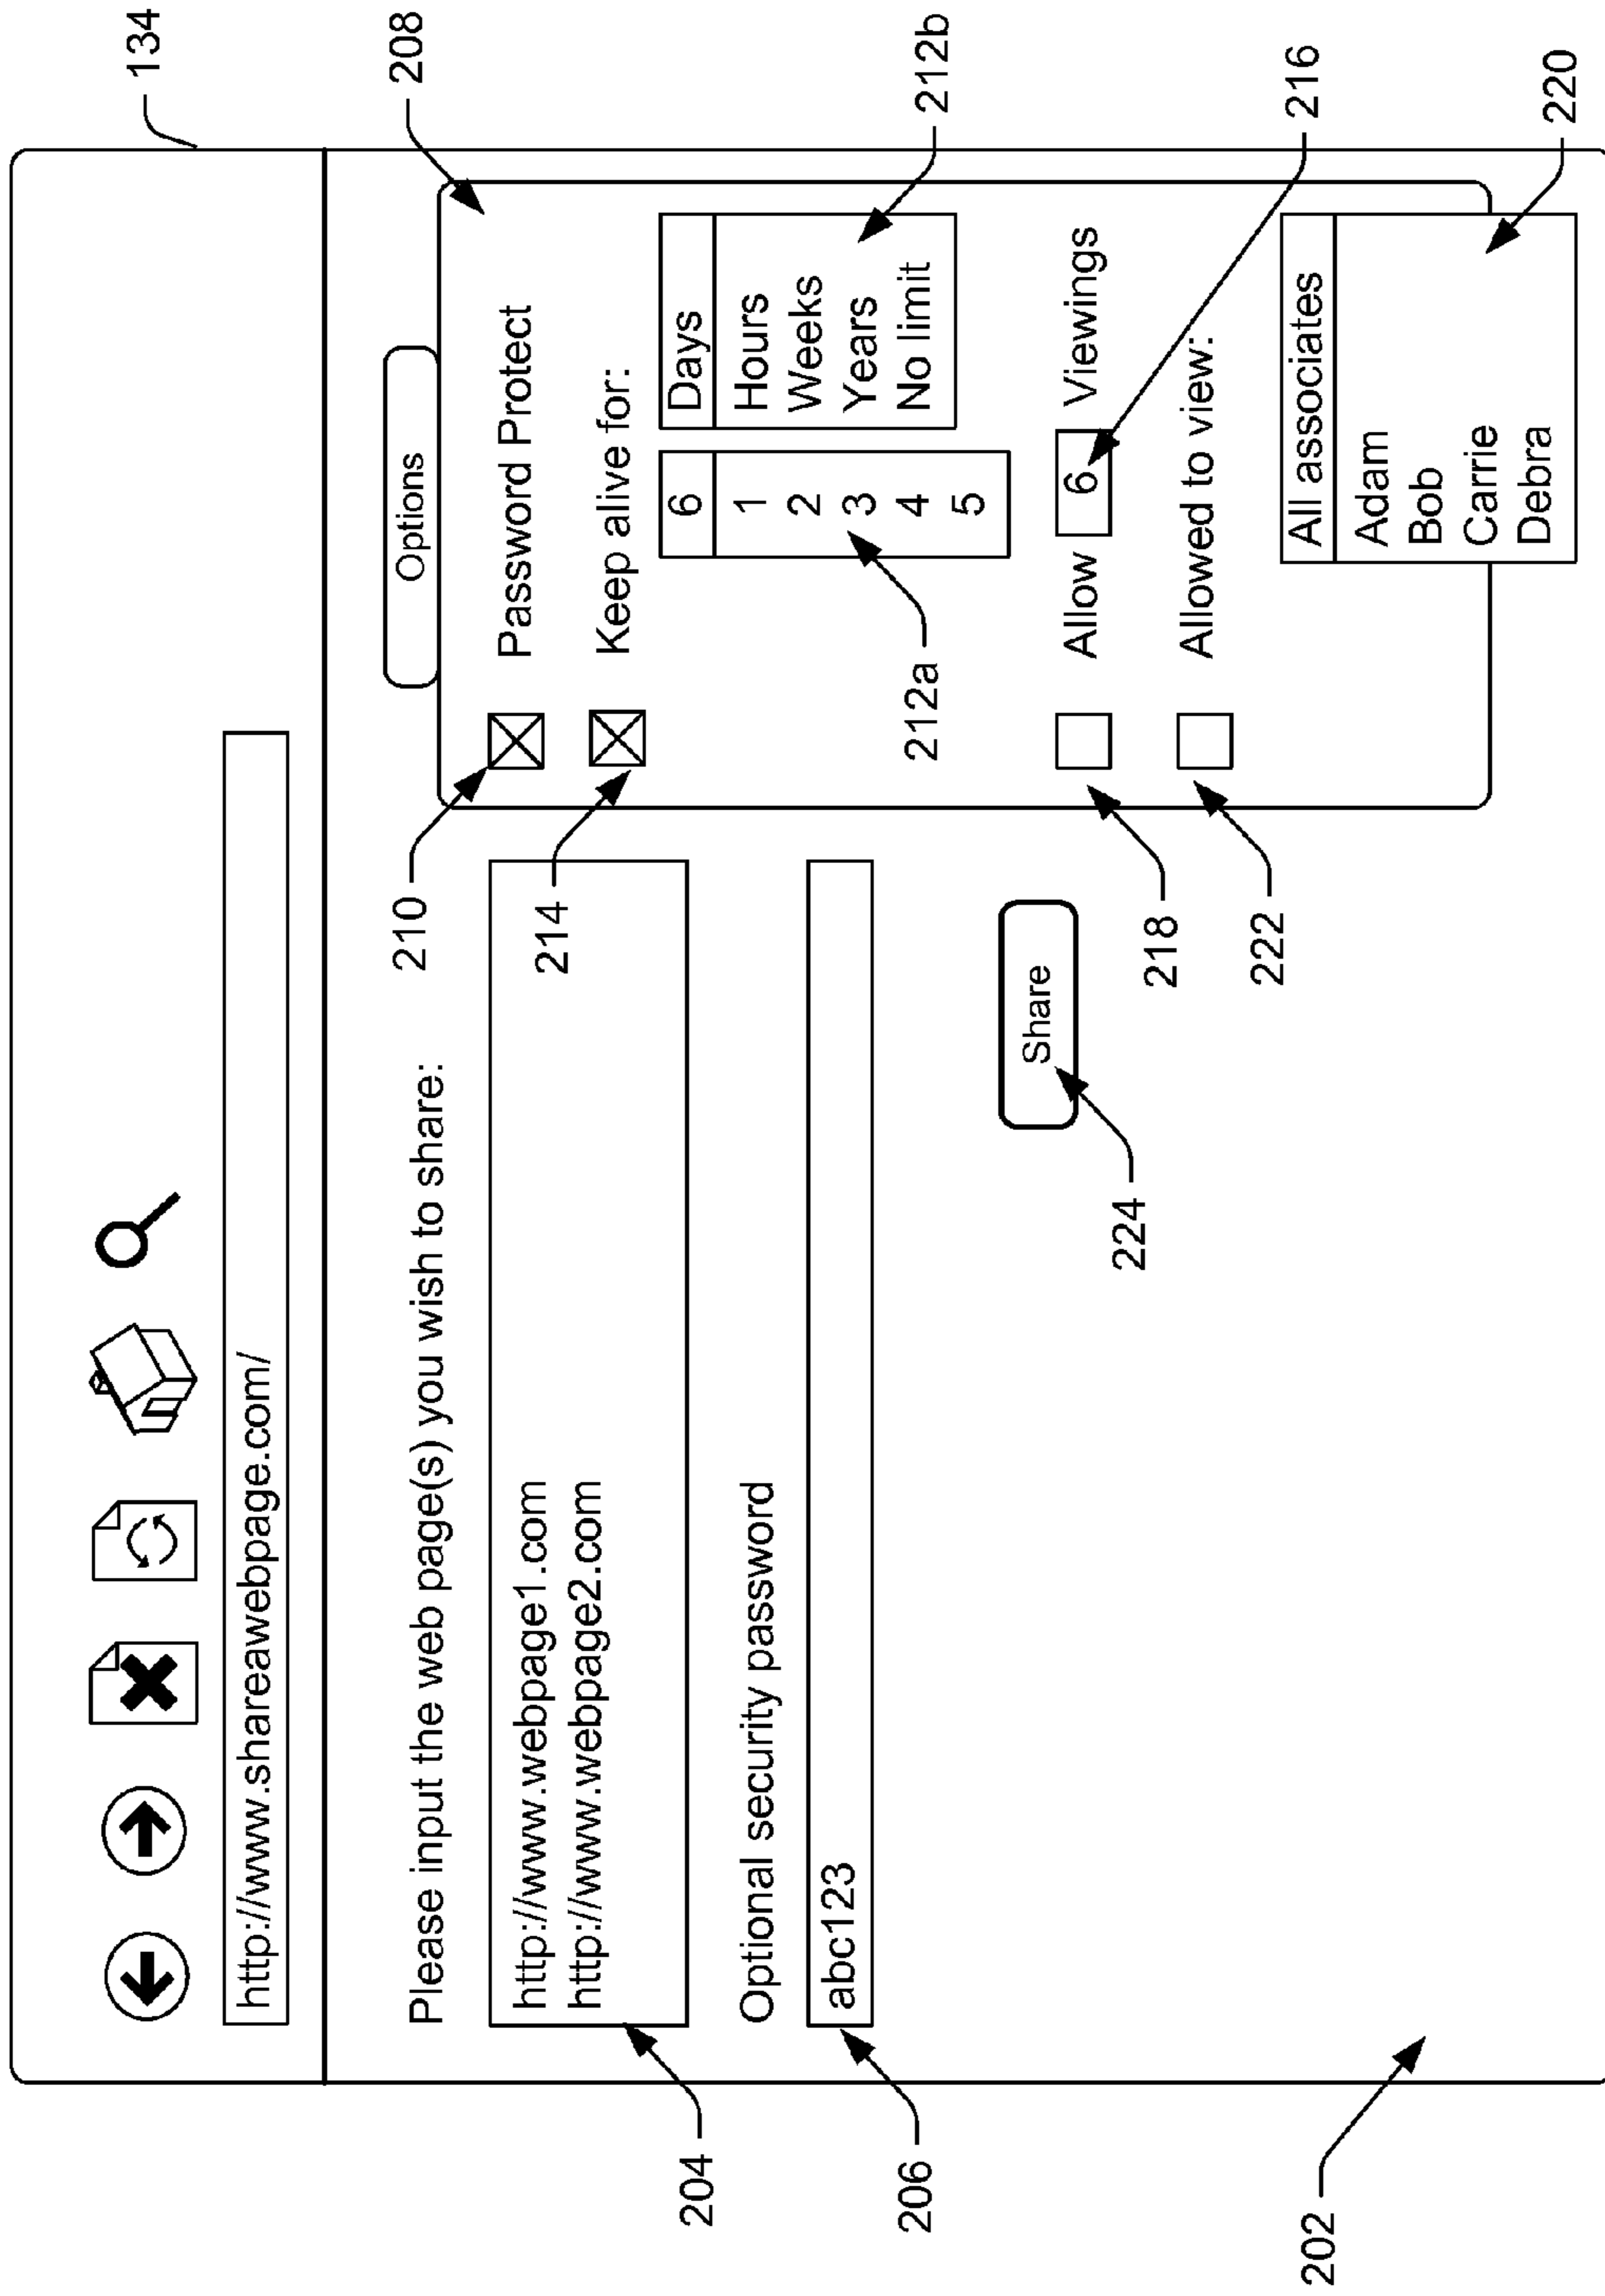 134
http://www.shareawebpage.com/
Please input the web page(s) you wish to share:
http://www.webpage1.com
http://www.webpage2.com
204
Optional security password
abc123
206
Share
224
202
Options
208
210
Password Protect
214
Keep alive for:
6
1
2
3
4
5
212a
Days
Hours
Weeks
Years
No limit
212b
218
Allow 6 Viewings
216
222
Allowed to view:
All associates
Adam
Bob
Carrie
Debra
220